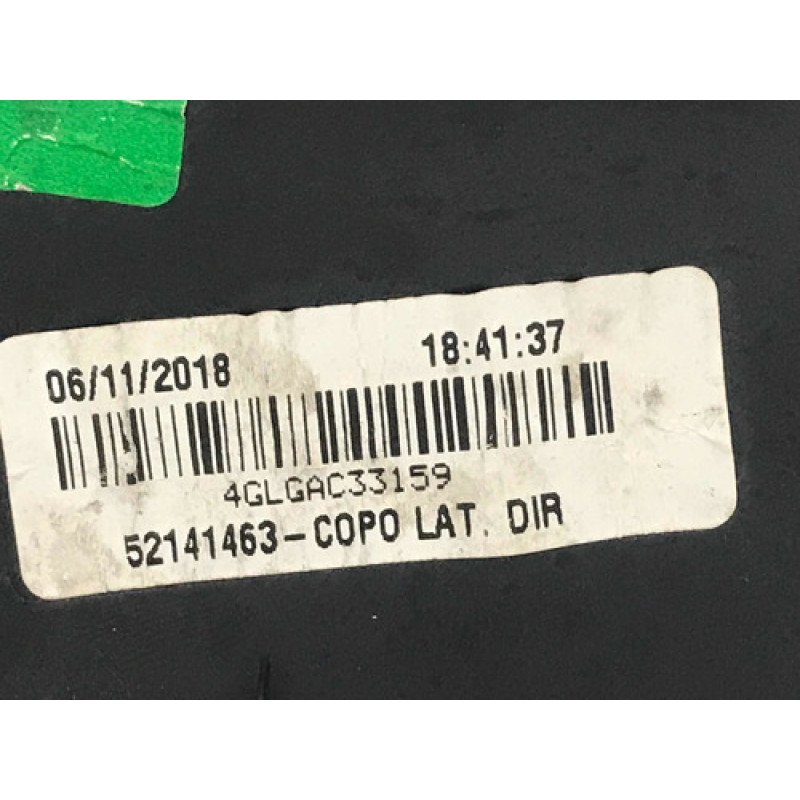 06/11/2018 18:41:37
4GLGAC33159
52141463-COPO LAT. DIR